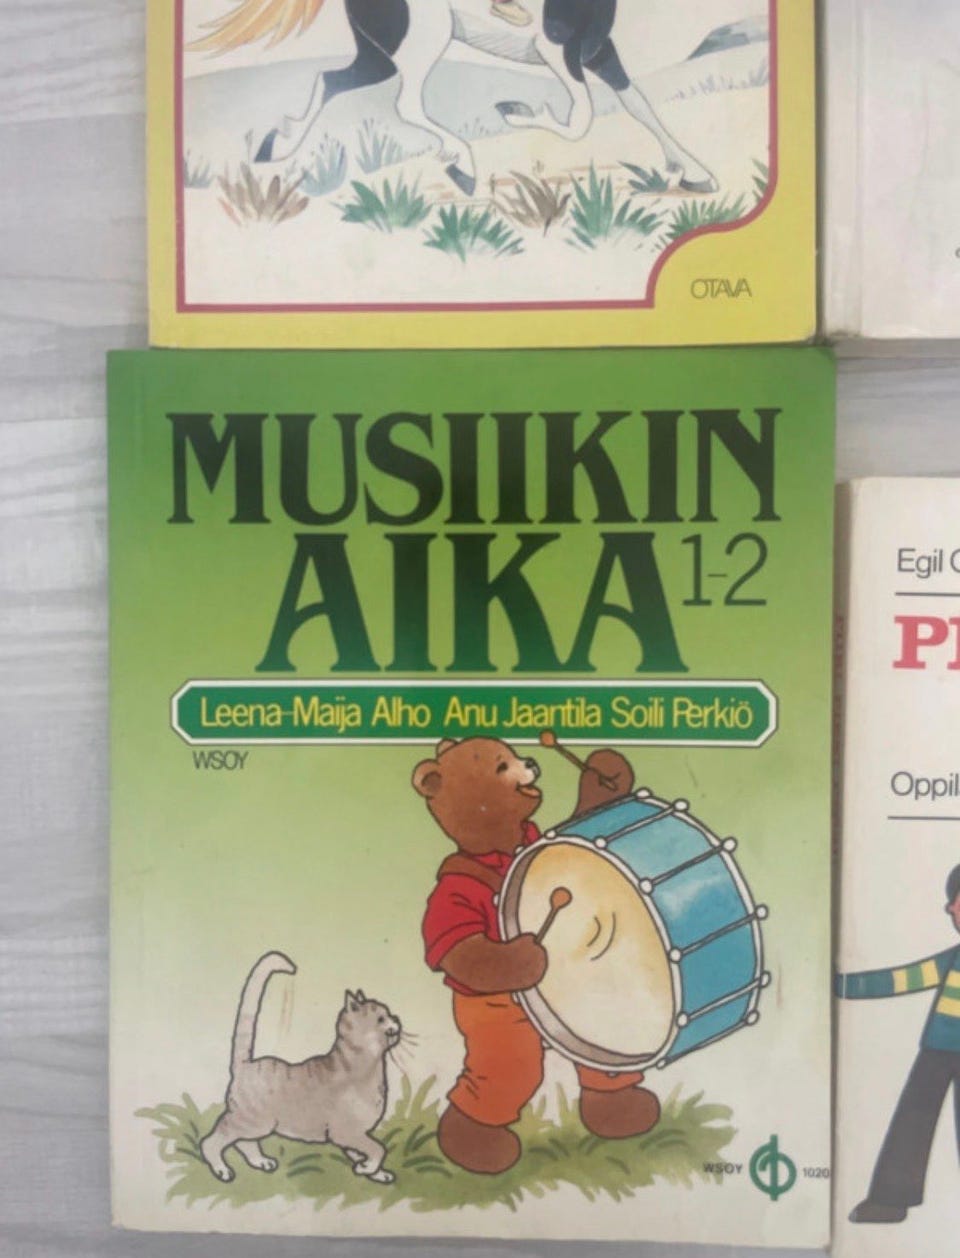 OTAVA
MUSIIKIN
AIKA 1-2
Leena-Maija Alho Anu Jaantila Soili Perkiö
WSOY
WSOY 1020
Egil
Oppil